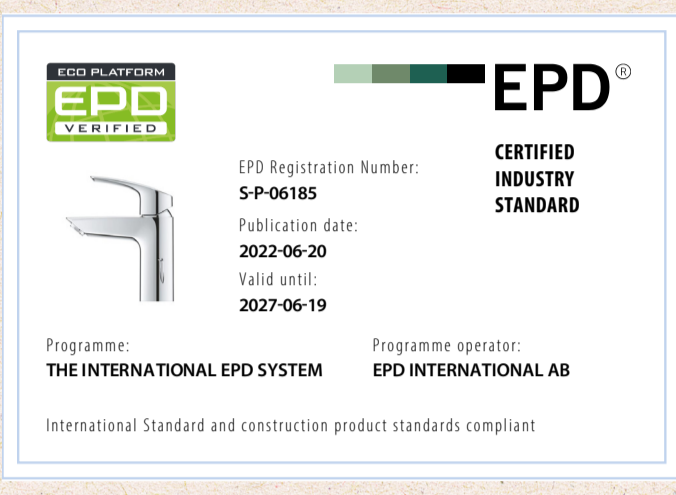 ECO PLATFORM
EPD
VERIFIED
EPD®
CERTIFIED
INDUSTRY
STANDARD
EPD Registration Number:
S-P-06185
Publication date:
2022-06-20
Valid until:
2027-06-19
Programme:
THE INTERNATIONAL EPD SYSTEM
Programme operator:
EPD INTERNATIONAL AB
International Standard and construction product standards compliant